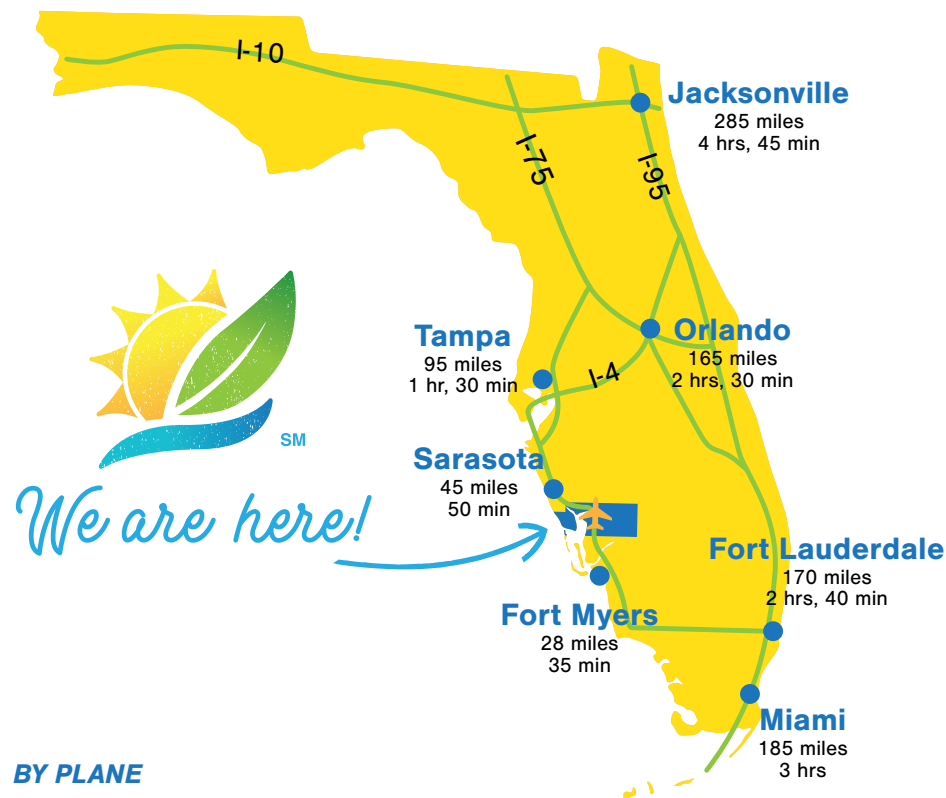 I-10
Jacksonville
285 miles
4 hrs, 45 min
I-75
I-95
Tampa
95 miles
1 hr, 30 min
Orlando
165 miles
2 hrs, 30 min
I-4
SM
Sarasota
45 miles
50 min
We are here!
Fort Lauderdale
170 miles
2 hrs, 40 min
Fort Myers
28 miles
35 min
Miami
185 miles
3 hrs
BY PLANE